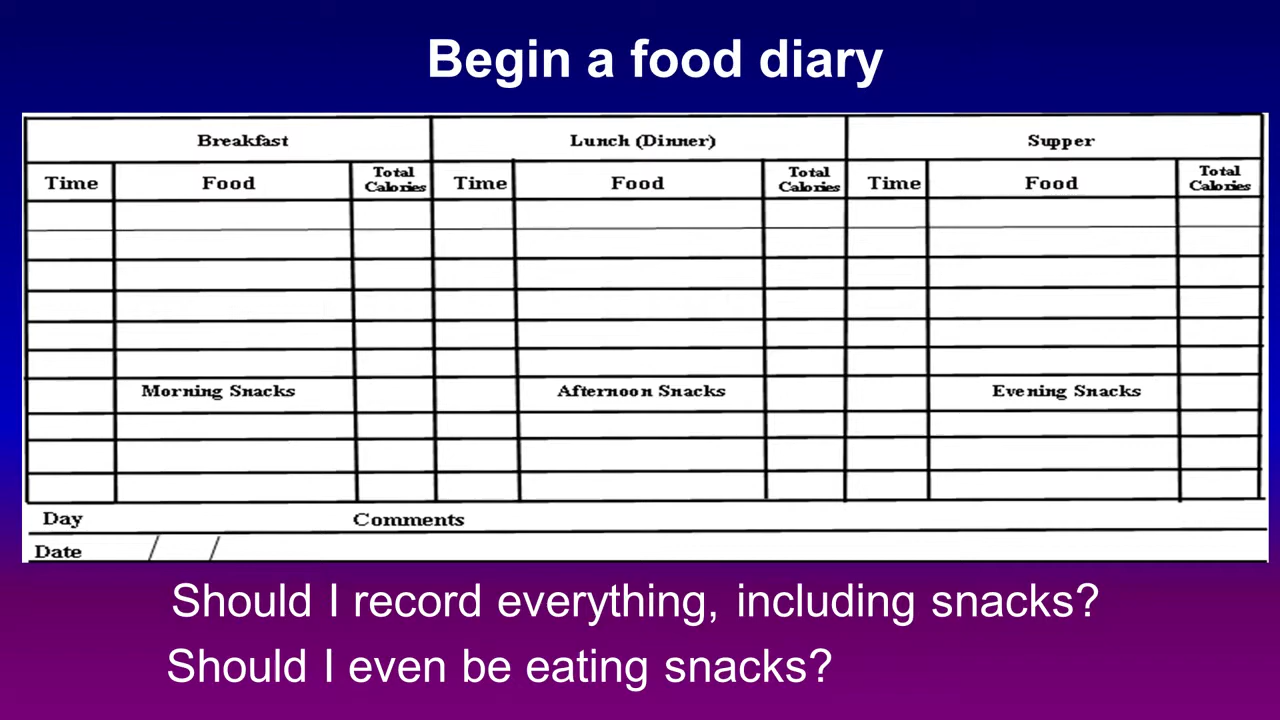 Begin a food diary
Breakfast Lunch (Dinner) Supper
Time Food Total Calories Time Food Total Calories Time Food Total Calories
Morning Snacks Afternoon Snacks Evening Snacks
Day Comments
Date / /
Should I record everything, including snacks?
Should I even be eating snacks?